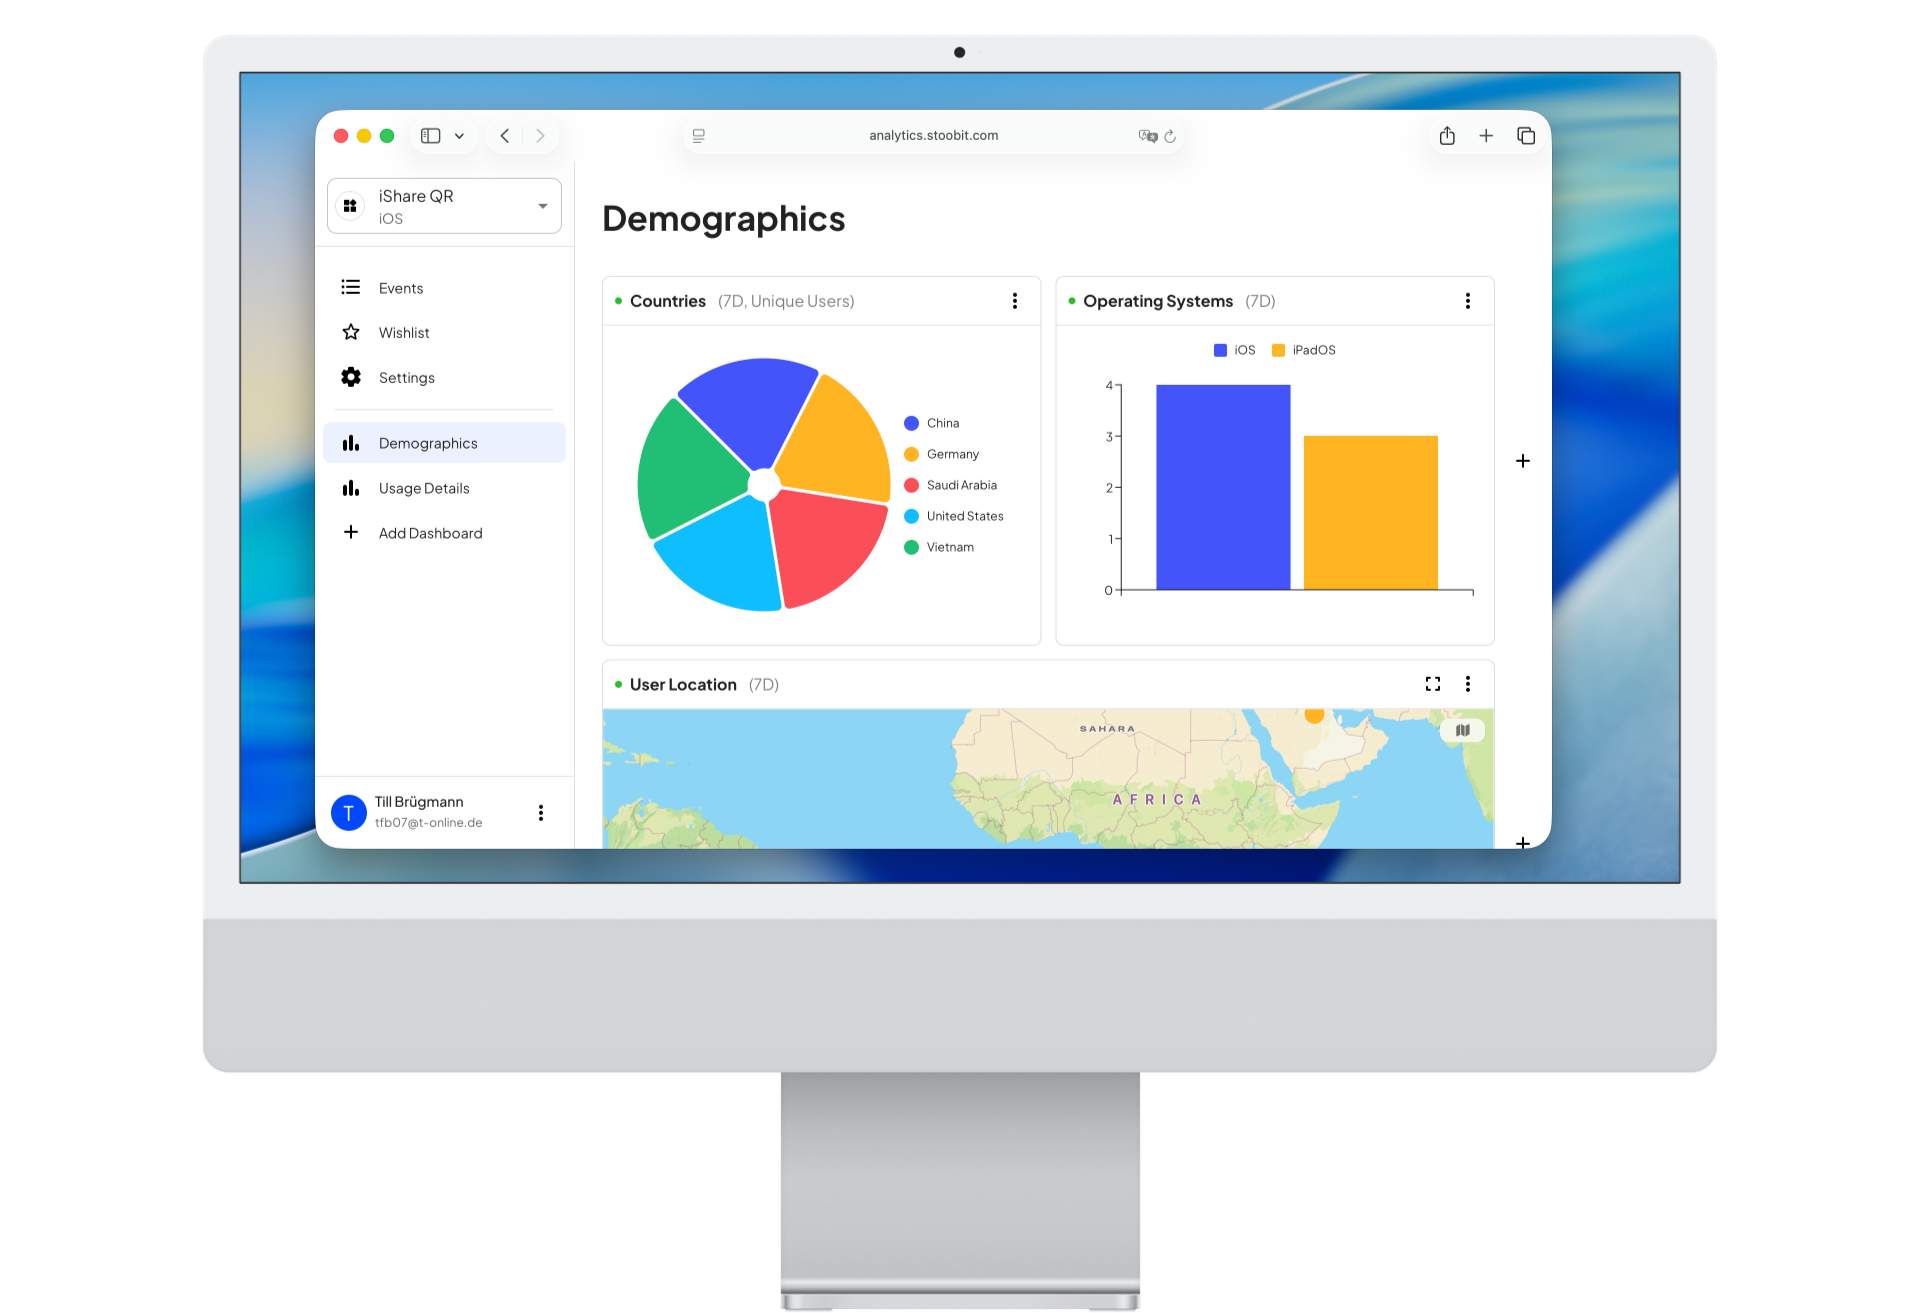 analytics.stoobit.com
iShare QR
iOS
Events
Wishlist
Settings
Demographics
Usage Details
Add Dashboard
T
Till Brügmann
tfb07@t-online.de
Demographics
Countries (7D, Unique Users)
China
Germany
Saudi Arabia
United States
Vietnam
Operating Systems (7D)
iOS iPadOS
4
3
2
1
0
User Location (7D)
SAHARA
AFRICA